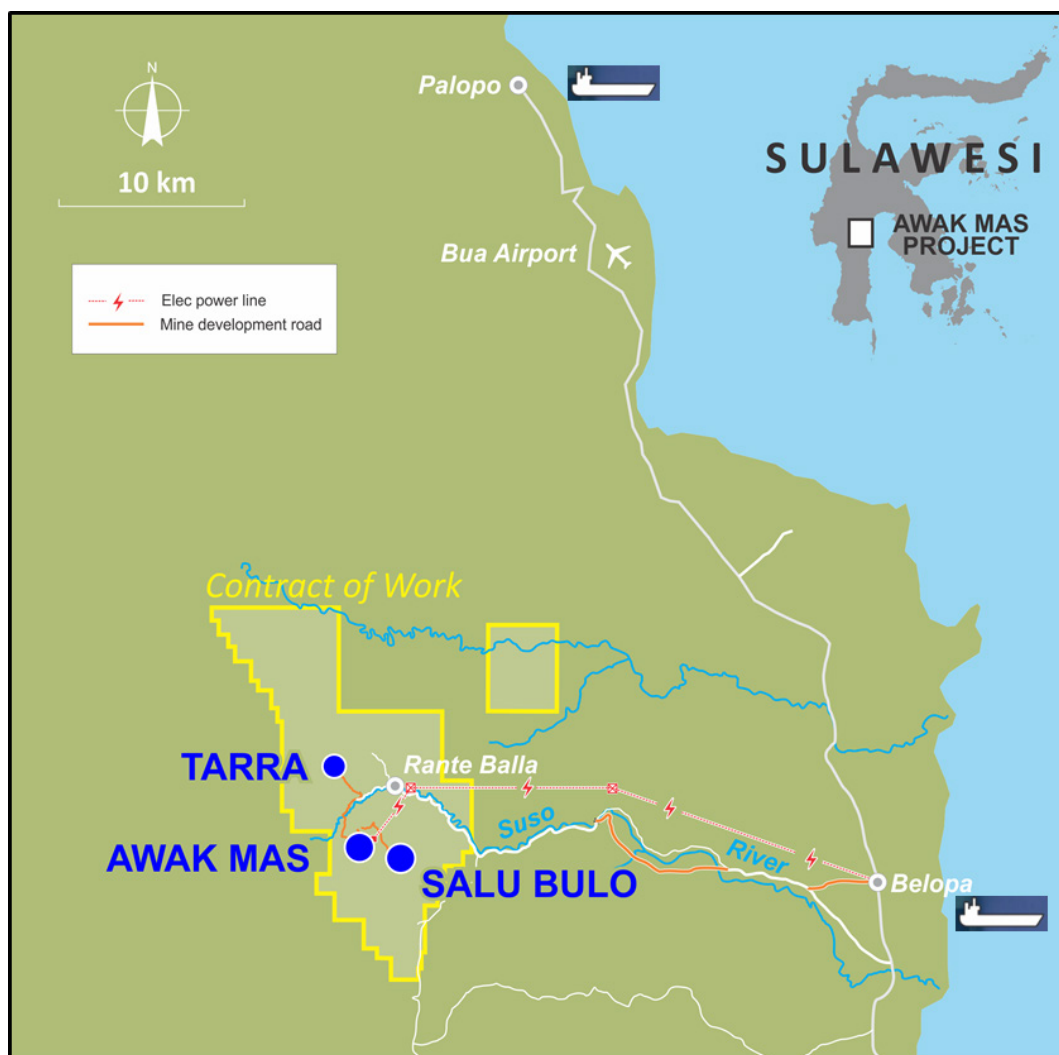 N
10 km
Elec power line
Mine development road
Palopo
Bua Airport
SULAWESI
AWAK MAS
PROJECT
Contract of Work
TARRA
Rante Balla
AWAK MAS
SALU BULO
Suso
River
Belopa